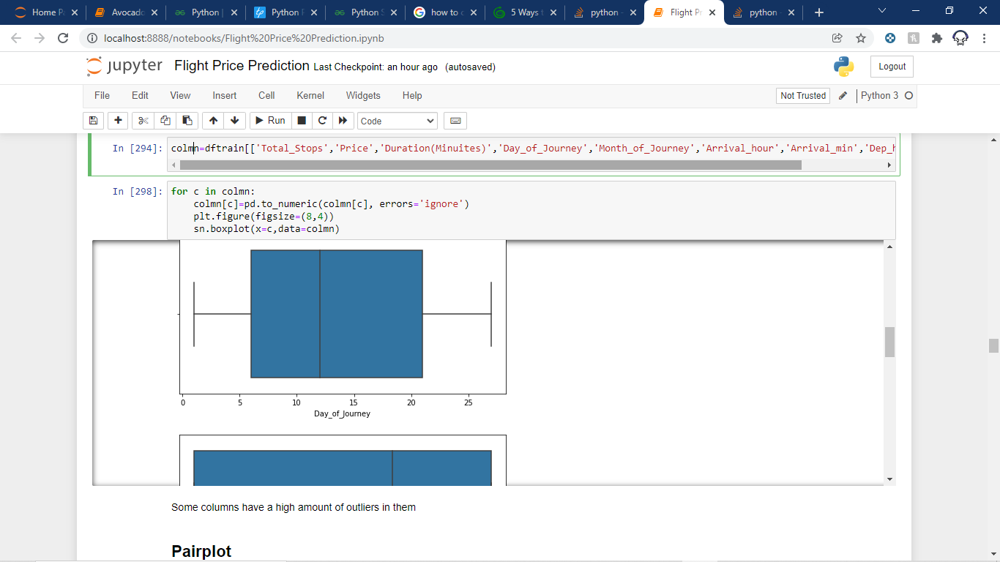 Home Pa Avocado Python | Python F Python S how to c 5 Ways t python - Flight Pr python -
localhost:8888/notebooks/Flight%20Price%20Prediction.ipynb
jupyter Flight Price Prediction Last Checkpoint: an hour ago (autosaved) Logout
File Edit View Insert Cell Kernel Widgets Help Not Trusted Python 3
Run Code
In [294]: colmn=dftrain[['Total_Stops','Price','Duration(Minuites)','Day_of_Journey','Month_of_Journey','Arrival_hour','Arrival_min','Dep_h
In [298]: for c in colmn:
colmn[c]=pd.to_numeric(colmn[c], errors='ignore')
plt.figure(figsize=(8,4))
sn.boxplot(x=c,data=colmn)
0 5 10 15 20 25
Day_of_Journey
Some columns have a high amount of outliers in them
Pairplot